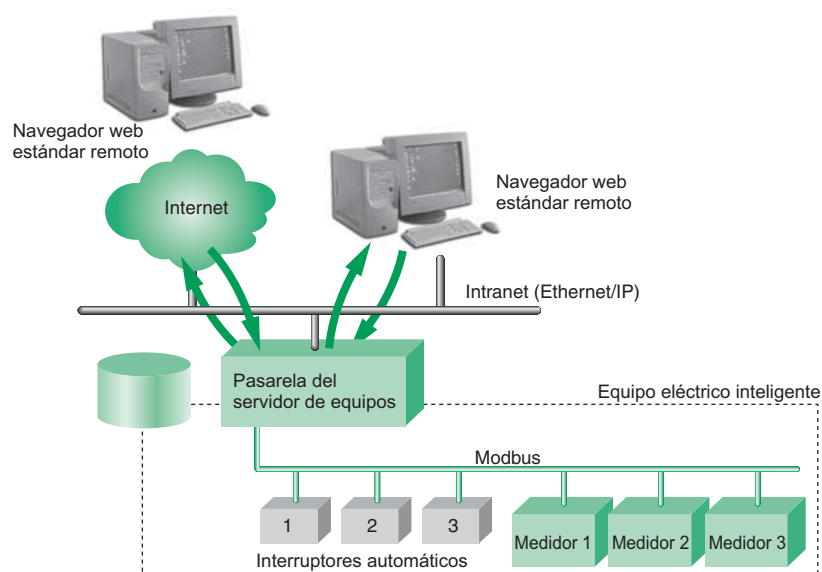 Navegador web
estándar remoto
Internet
Navegador web
estándar remoto
Intranet (Ethernet/IP)
Pasarela del
servidor de equipos
Equipo eléctrico inteligente
Modbus
1
2
3
Medidor 1
Medidor 2
Medidor 3
Interruptores automáticos